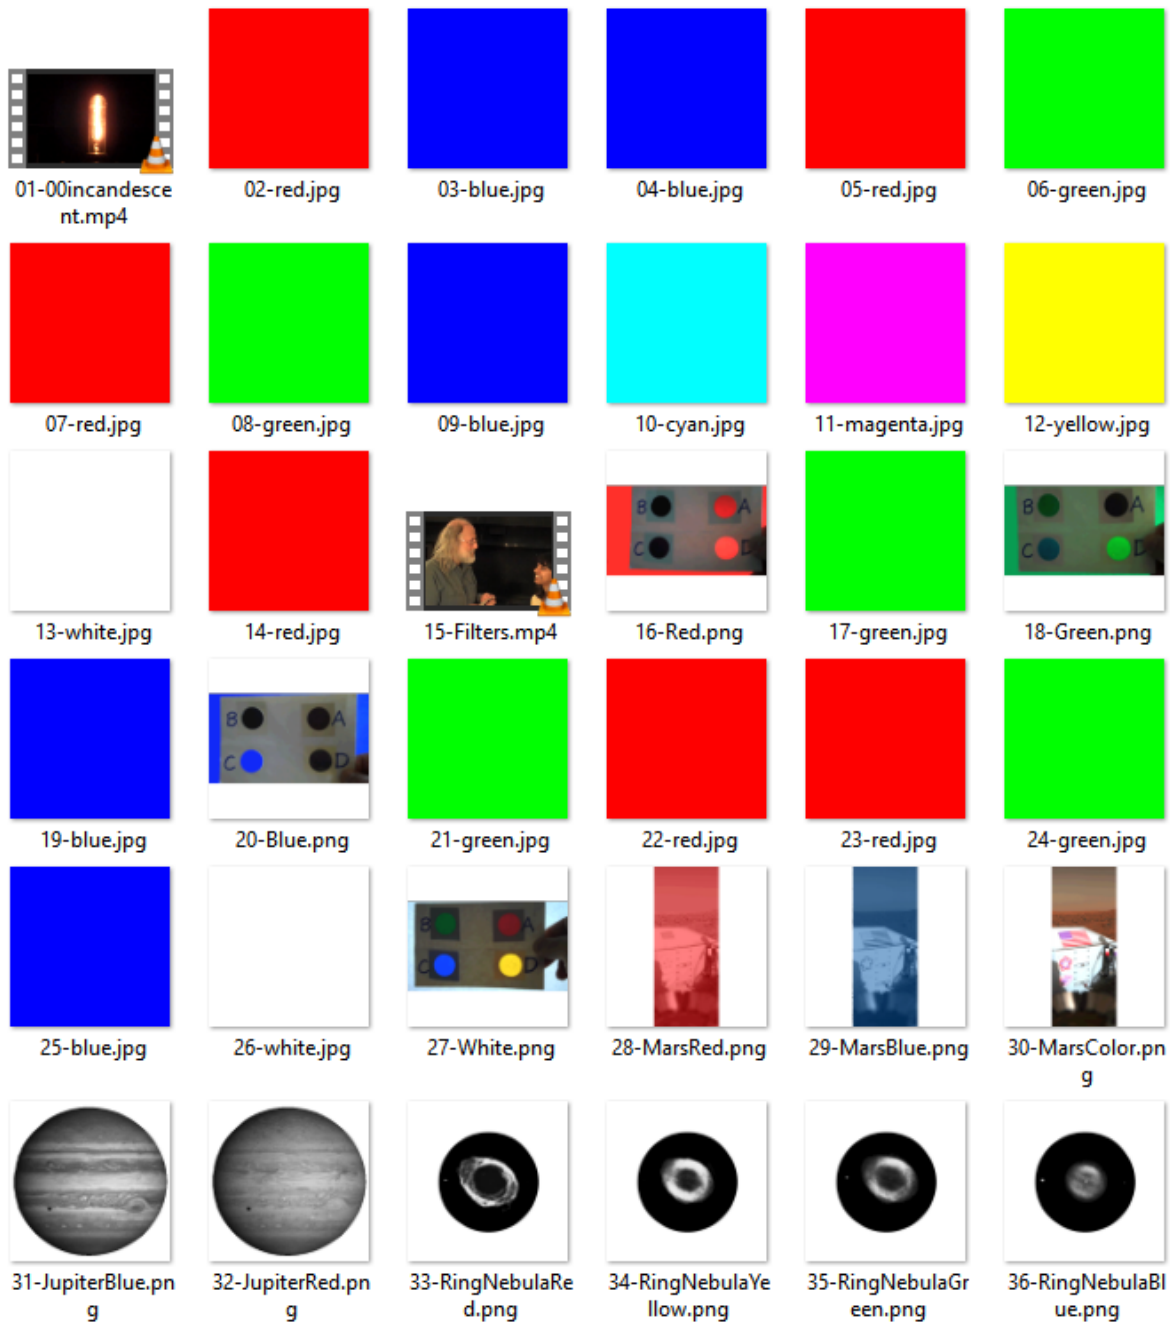 01-00incandesce
nt.mp4
02-red.jpg
03-blue.jpg
04-blue.jpg
05-red.jpg
06-green.jpg
07-red.jpg
08-green.jpg
09-blue.jpg
10-cyan.jpg
11-magenta.jpg
12-yellow.jpg
B A
C D
B A
C D
13-white.jpg
14-red.jpg
15-Filters.mp4
16-Red.png
17-green.jpg
18-Green.png
B A
C D
19-blue.jpg
20-Blue.png
21-green.jpg
22-red.jpg
23-red.jpg
24-green.jpg
B A
C D
25-blue.jpg
26-white.jpg
27-White.png
28-MarsRed.png
29-MarsBlue.png
30-MarsColor.pn
g
31-JupiterBlue.pn
g
32-JupiterRed.pn
g
33-RingNebulaRe
d.png
34-RingNebulaYe
llow.png
35-RingNebulaGr
een.png
36-RingNebulaBl
ue.png